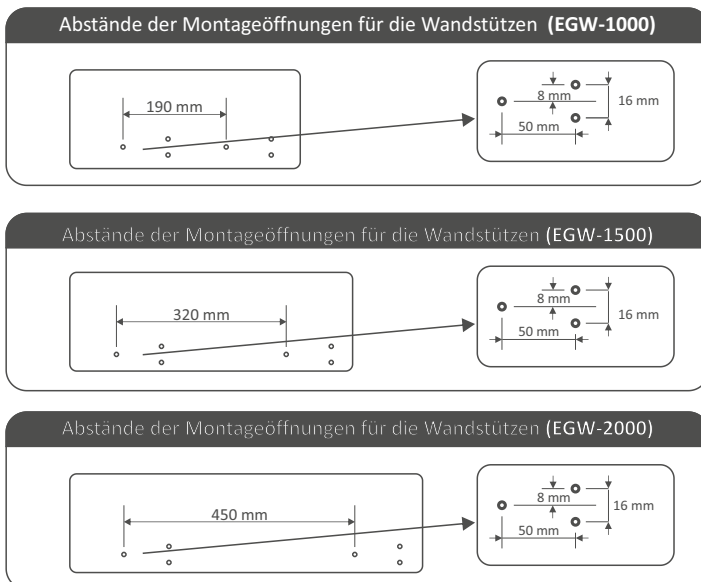 Abstände der Montageöffnungen für die Wandstützen (EGW-1000)
190 mm
8 mm
16 mm
50 mm
Abstände der Montageöffnungen für die Wandstützen (EGW-1500)
320 mm
8 mm
16 mm
50 mm
Abstände der Montageöffnungen für die Wandstützen (EGW-2000)
450 mm
8 mm
16 mm
50 mm